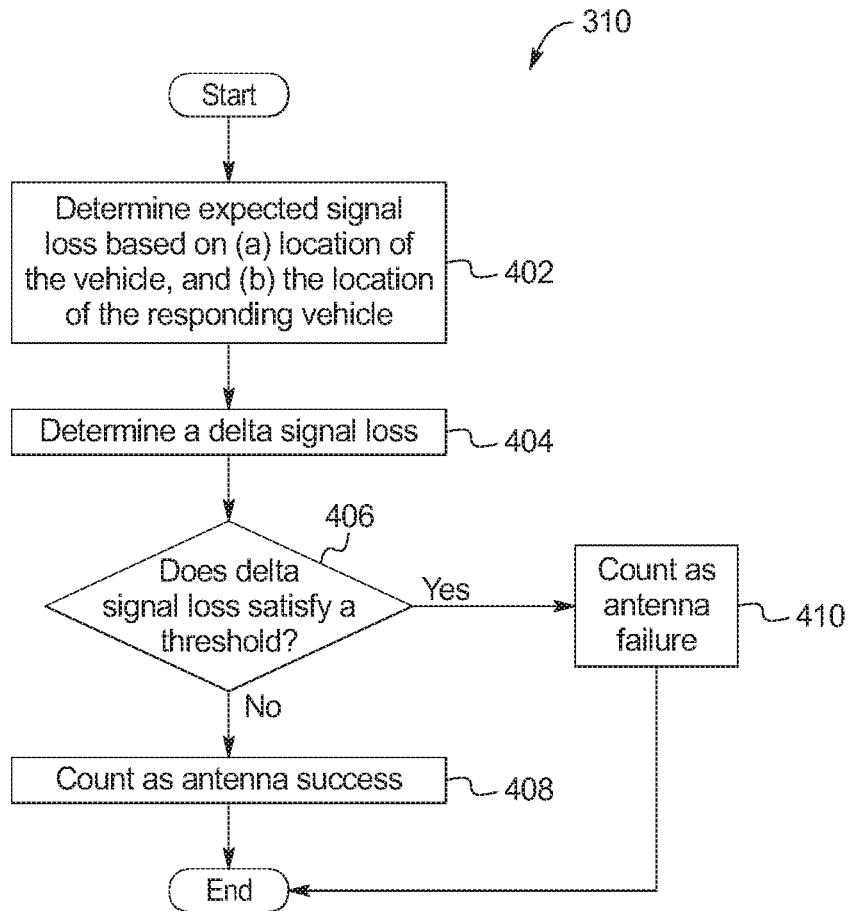 310
Start
Determine expected signal
loss based on (a) location of
the vehicle, and (b) the location
of the responding vehicle
402
Determine a delta signal loss
404
406
Does delta
signal loss satisfy a
threshold?
Yes
Count as
antenna
failure
410
No
Count as antenna success
408
End